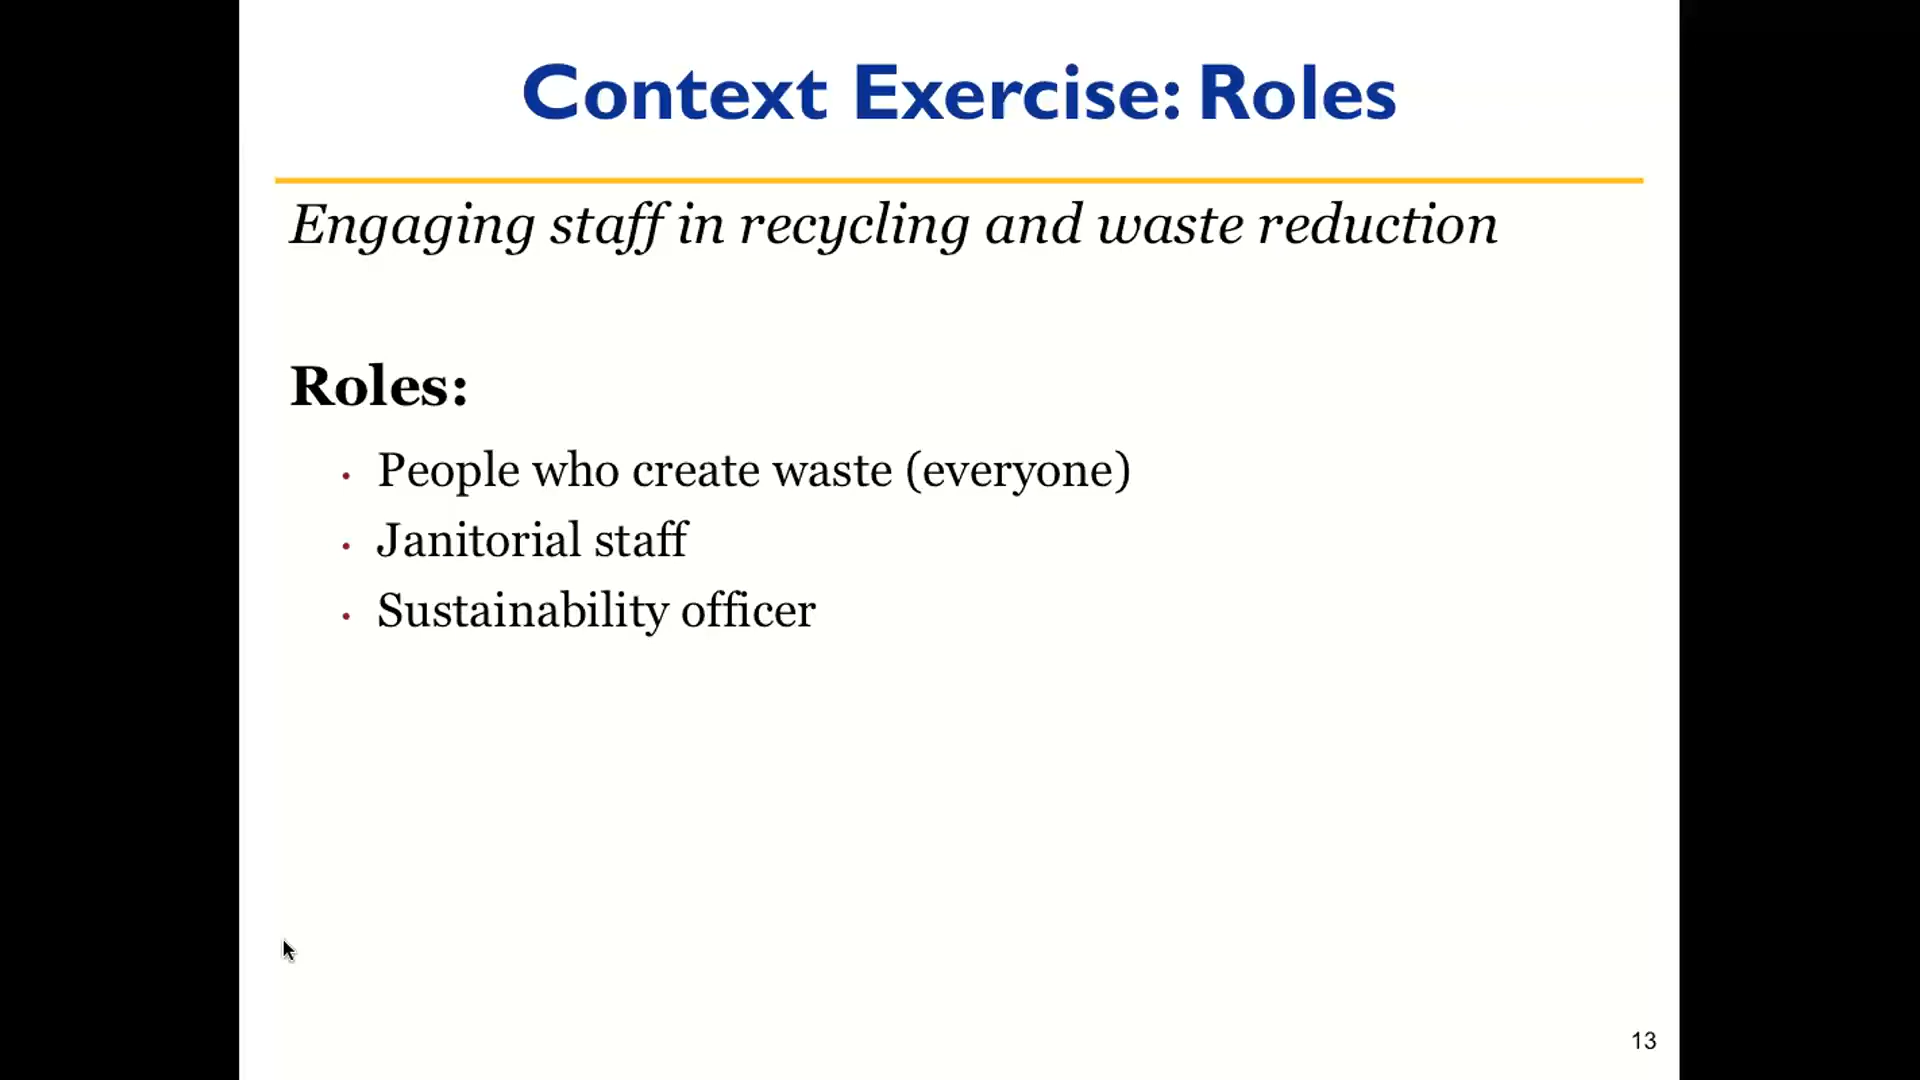 Context Exercise: Roles
Engaging staff in recycling and waste reduction
Roles:
• People who create waste (everyone)
• Janitorial staff
• Sustainability officer
13